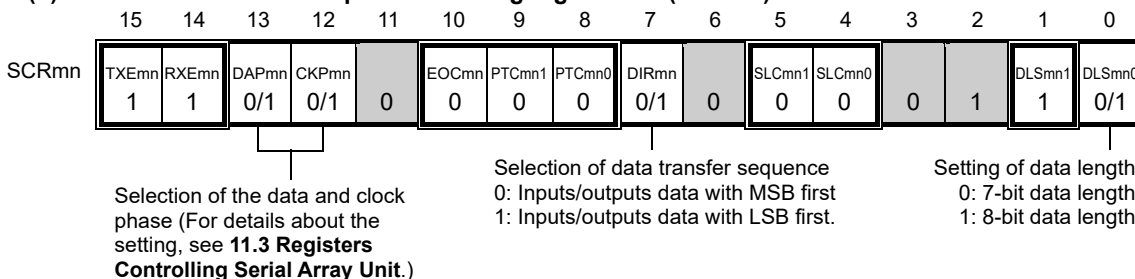 15 14 13 12 11 10 9 8 7 6 5 4 3 2 1 0
SCRmn
TXEmn RXEmn DAPmn CKPmn EOCmn PTCmn1 PTCmn0 DIRmn SLCmn1 SLCmn0 DLSmn1 DLSmn0
1 1 0/1 0/1 0 0 0 0 0/1 0 0 0 0 1 1 0/1
Selection of the data and clock
phase (For details about the
setting, see 11.3 Registers
Controlling Serial Array Unit.)
Selection of data transfer sequence
0: Inputs/outputs data with MSB first
1: Inputs/outputs data with LSB first.
Setting of data length
0: 7-bit data length
1: 8-bit data length